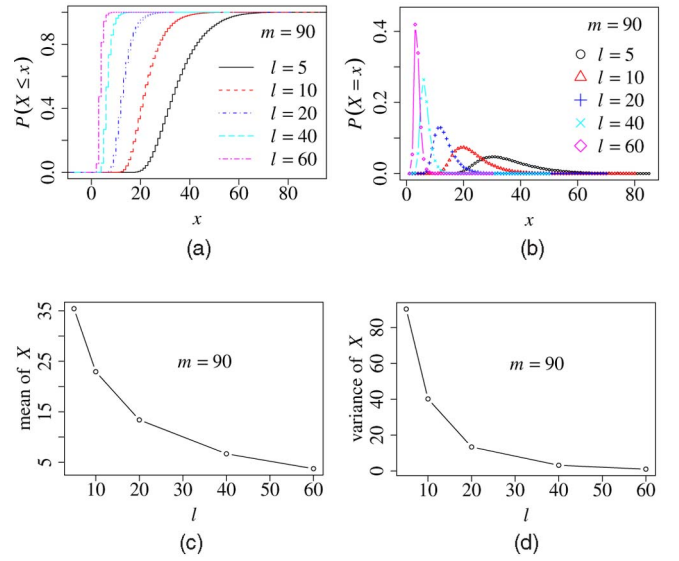 P(X ≤ x)
0.0 0.4 0.8
m = 90
l = 5
l = 10
l = 20
l = 40
l = 60
0 20 40 60 80
x
(a)
P(X = x)
0.0 0.2 0.4
m = 90
l = 5
l = 10
l = 20
l = 40
l = 60
0 20 40 60 80
x
(b)
mean of X
5 15 25 35
m = 90
10 20 30 40 50 60
l
(c)
variance of X
0 20 40 60 80
m = 90
10 20 30 40 50 60
l
(d)